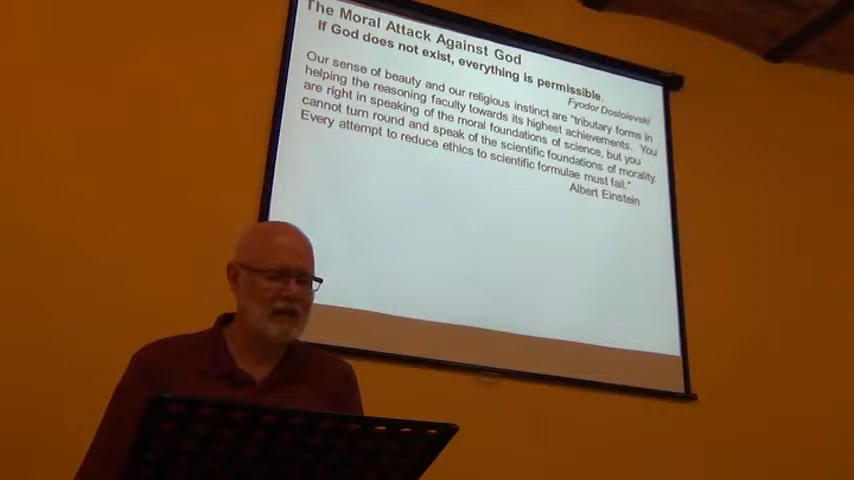 The Moral Attack Against God
If God does not exist, everything is permissible.
Fyodor Dostoievski
Our sense of beauty and our religious instinct are "tributary forms in
helping the reasoning faculty towards its highest achievements. You
are right in speaking of the moral foundations of science, but you
cannot turn round and speak of the scientific foundations of morality.
Every attempt to reduce ethics to scientific formulae must fail."
Albert Einstein